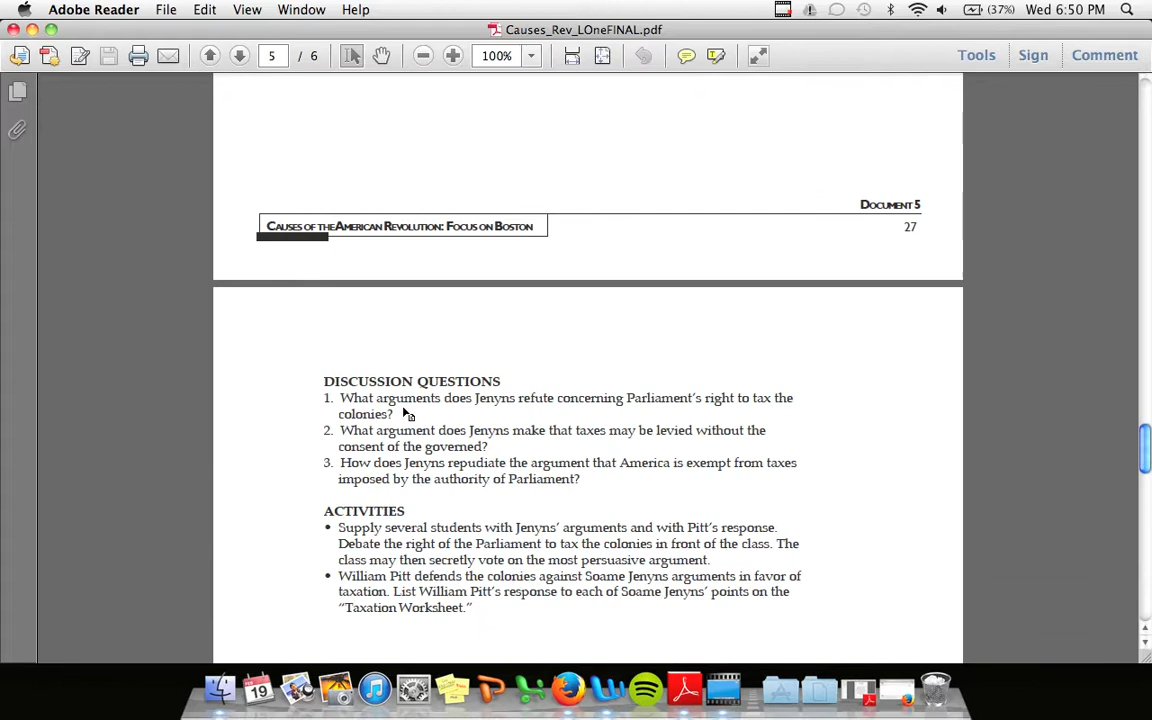 Adobe Reader File Edit View Window Help (37%) Wed 6:50 PM
Causes_Rev_LOneFINAL.pdf
5 / 6 100% Tools Sign Comment
DOCUMENT 5
CAUSES OF THE AMERICAN REVOLUTION: FOCUS ON BOSTON
27
DISCUSSION QUESTIONS
1. What arguments does Jenyns refute concerning Parliament's right to tax the
colonies?
2. What argument does Jenyns make that taxes may be levied without the
consent of the governed?
3. How does Jenyns repudiate the argument that America is exempt from taxes
imposed by the authority of Parliament?
ACTIVITIES
• Supply several students with Jenyns' arguments and with Pitt's response.
Debate the right of the Parliament to tax the colonies in front of the class. The
class may then secretly vote on the most persuasive argument.
• William Pitt defends the colonies against Soame Jenyns arguments in favor of
taxation. List William Pitt's response to each of Soame Jenyns' points on the
"Taxation Worksheet."
19